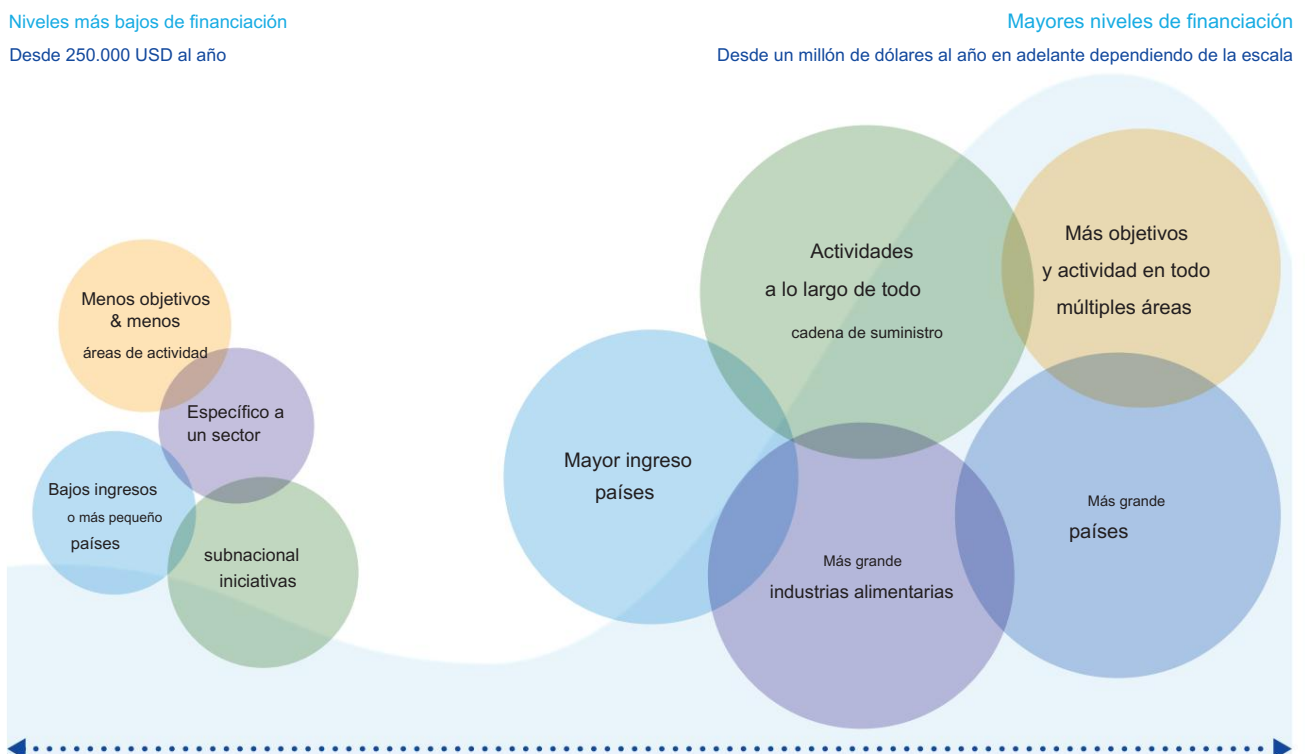 Niveles más bajos de financiación
Desde 250.000 USD al año
Mayores niveles de financiación
Desde un millón de dólares al año en adelante dependiendo de la escala
Menos objetivos
& menos
áreas de actividad
Específico a
un sector
Bajos ingresos
o más pequeño
países
subnacional
iniciativas
Mayor ingreso
países
Actividades
a lo largo de todo
cadena de suministro
Más objetivos
y actividad en todo
múltiples áreas
Más grande
industrias alimentarias
Más grande
países